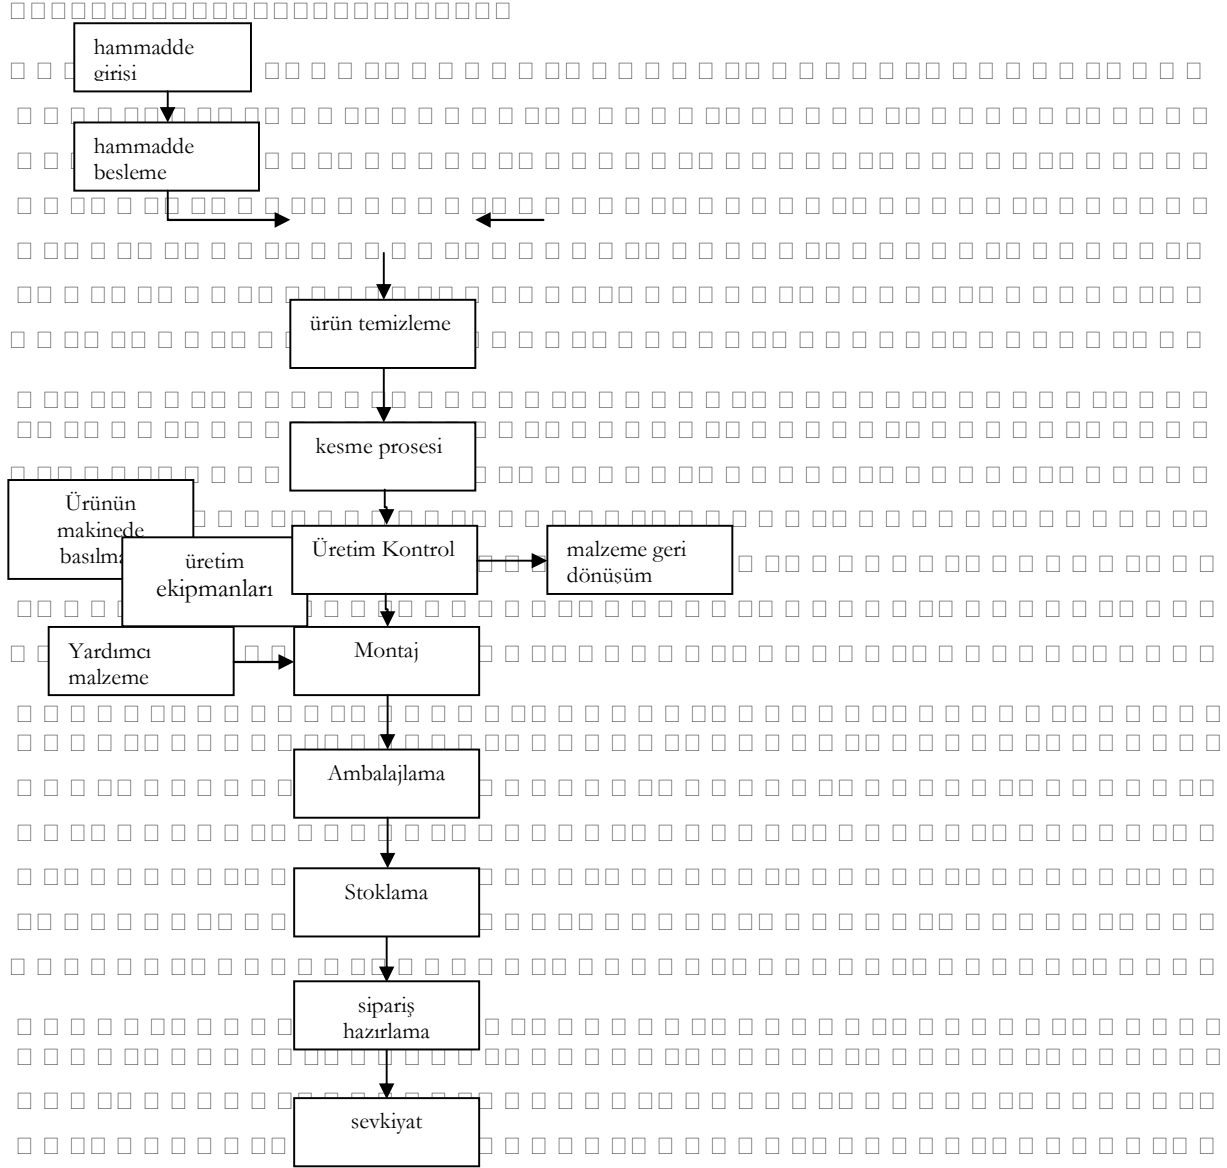 hammadde
girişi
hammadde
besleme
ürün temizleme
kesme prosesi
Ürünün
makinede
üretim
ekipmanları
Üretim Kontrol
malzeme geri
dönüşüm
Yardımcı
malzeme
Montaj
Ambalajlama
Stoklama
sipariş
hazırlama
sevkiyat